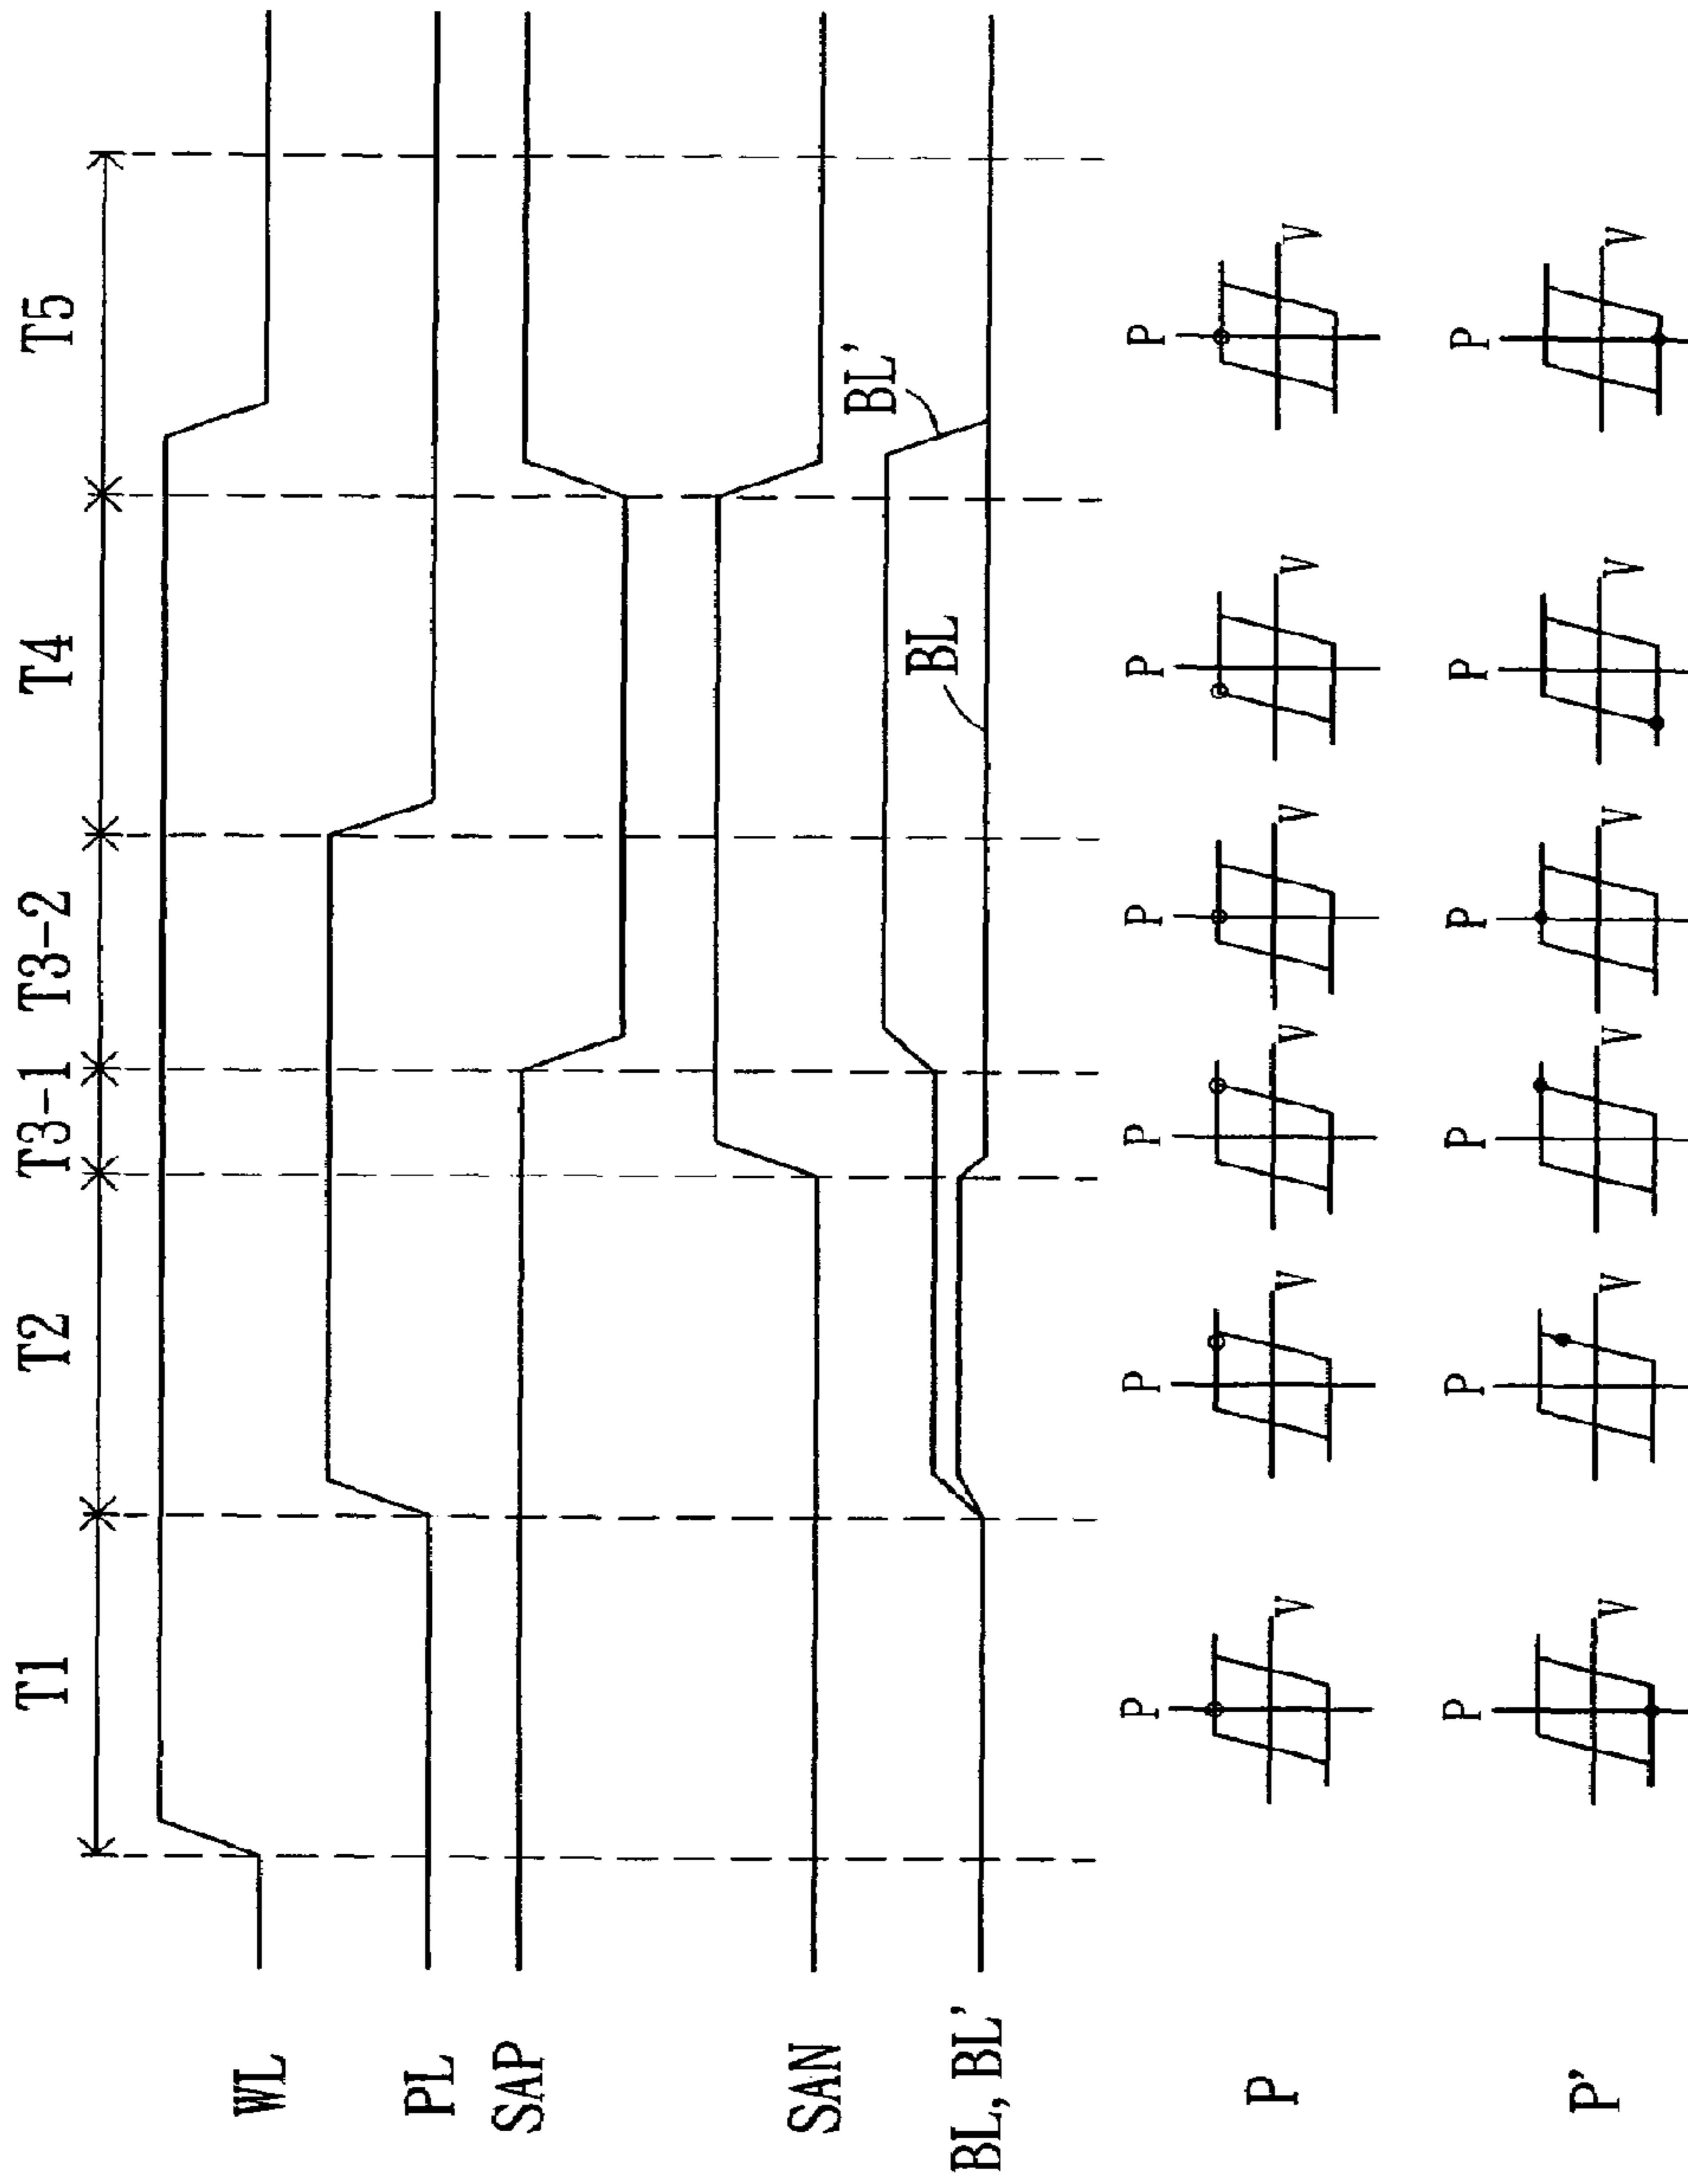 T1 T2 T3-1 T3-2 T4 T5
WL
PL
SAP
SAN
BL, BL'
BL
BL'
P
P P P P P P
V V V V V V
P'
P P P P P P
V V V V V V